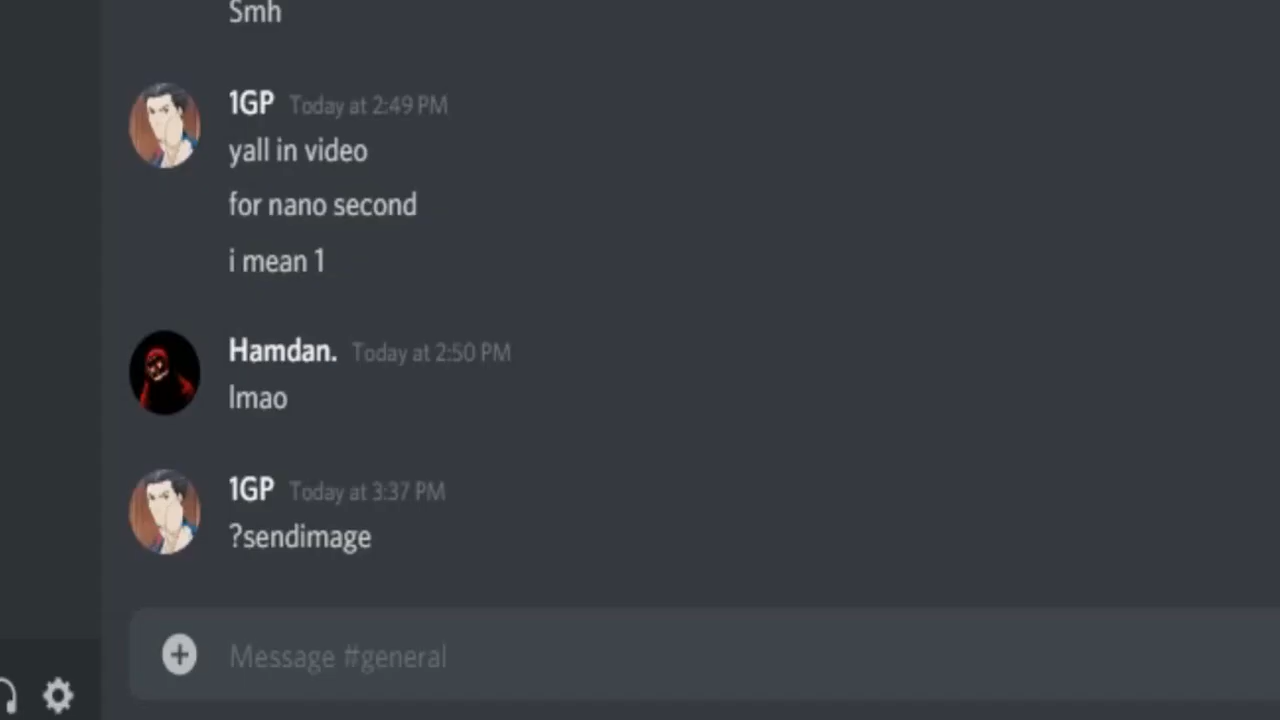 Smh
1GP Today at 2:49 PM
yall in video
for nano second
i mean 1
Hamdan. Today at 2:50 PM
lmao
1GP Today at 3:37 PM
?sendimage
Message #general